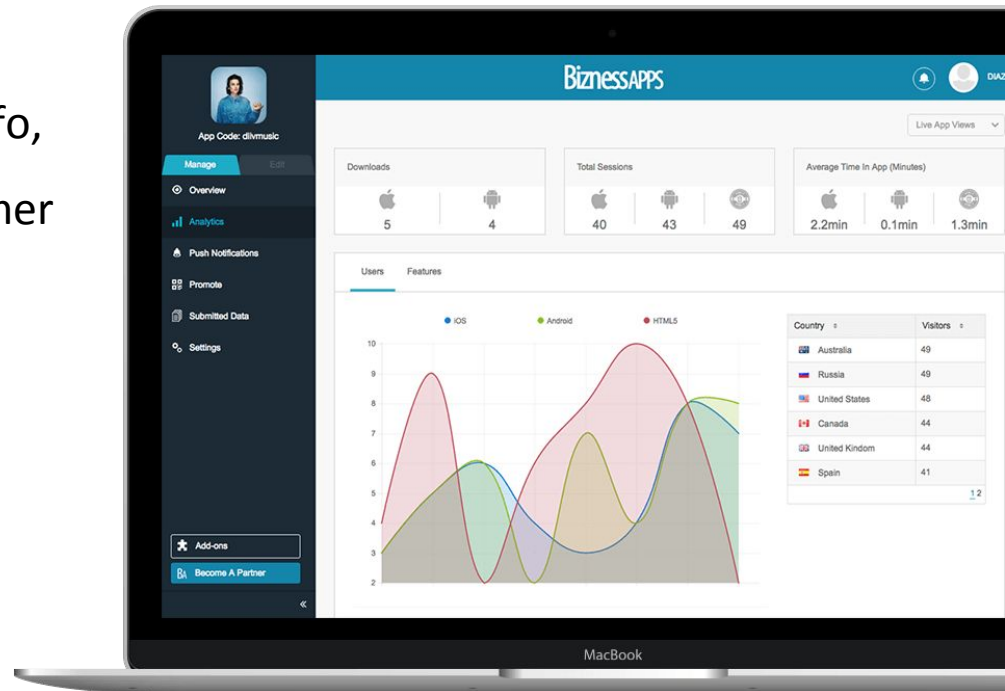 fo,
ner
BiznessAPPS
DIAZ
App Code: dilvmusic
Live App Views
Manage Edit
Overview
Analytics
Push Notifications
Promote
Submitted Data
Settings
Add-ons
BA Become A Partner
«
Downloads
5 4
Total Sessions
40 43 49
Average Time In App (Minutes)
2.2min 0.1min 1.3min
Users Features
iOS Android HTML5
10
9
8
7
6
5
4
3
2
Country Visitors
Australia 49
Russia 49
United States 48
Canada 44
United Kindom 44
Spain 41
1 2
MacBook